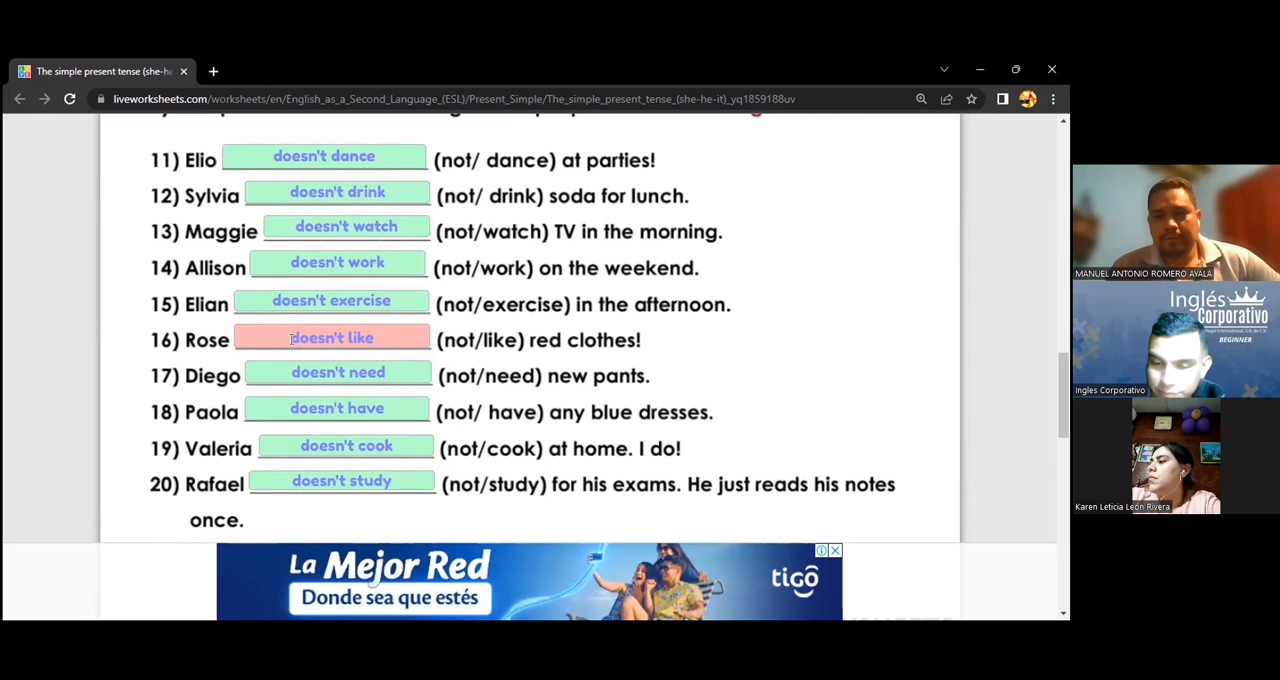 The simple present tense (she-he
liveworksheets.com/worksheets/en/English_as_a_Second_Language_(ESL)/Present_Simple/The_simple_present_tense_(she-he-it)_yq1859188uv
11) Elio doesn't dance (not/ dance) at parties!
12) Sylvia doesn't drink (not/ drink) soda for lunch.
13) Maggie doesn't watch (not/watch) TV in the morning.
14) Allison doesn't work (not/work) on the weekend.
15) Elian doesn't exercise (not/exercise) in the afternoon.
16) Rose doesn't like (not/like) red clothes!
17) Diego doesn't need (not/need) new pants.
18) Paola doesn't have (not/ have) any blue dresses.
19) Valeria doesn't cook (not/cook) at home. I do!
20) Rafael doesn't study (not/study) for his exams. He just reads his notes
once.
La Mejor Red
Donde sea que estés
tigo
MANUEL ANTONIO ROMERO AYALA
Inglés
Corporativo
BEGINNER
Ingles Corporativo
Karen Leticia León Rivera